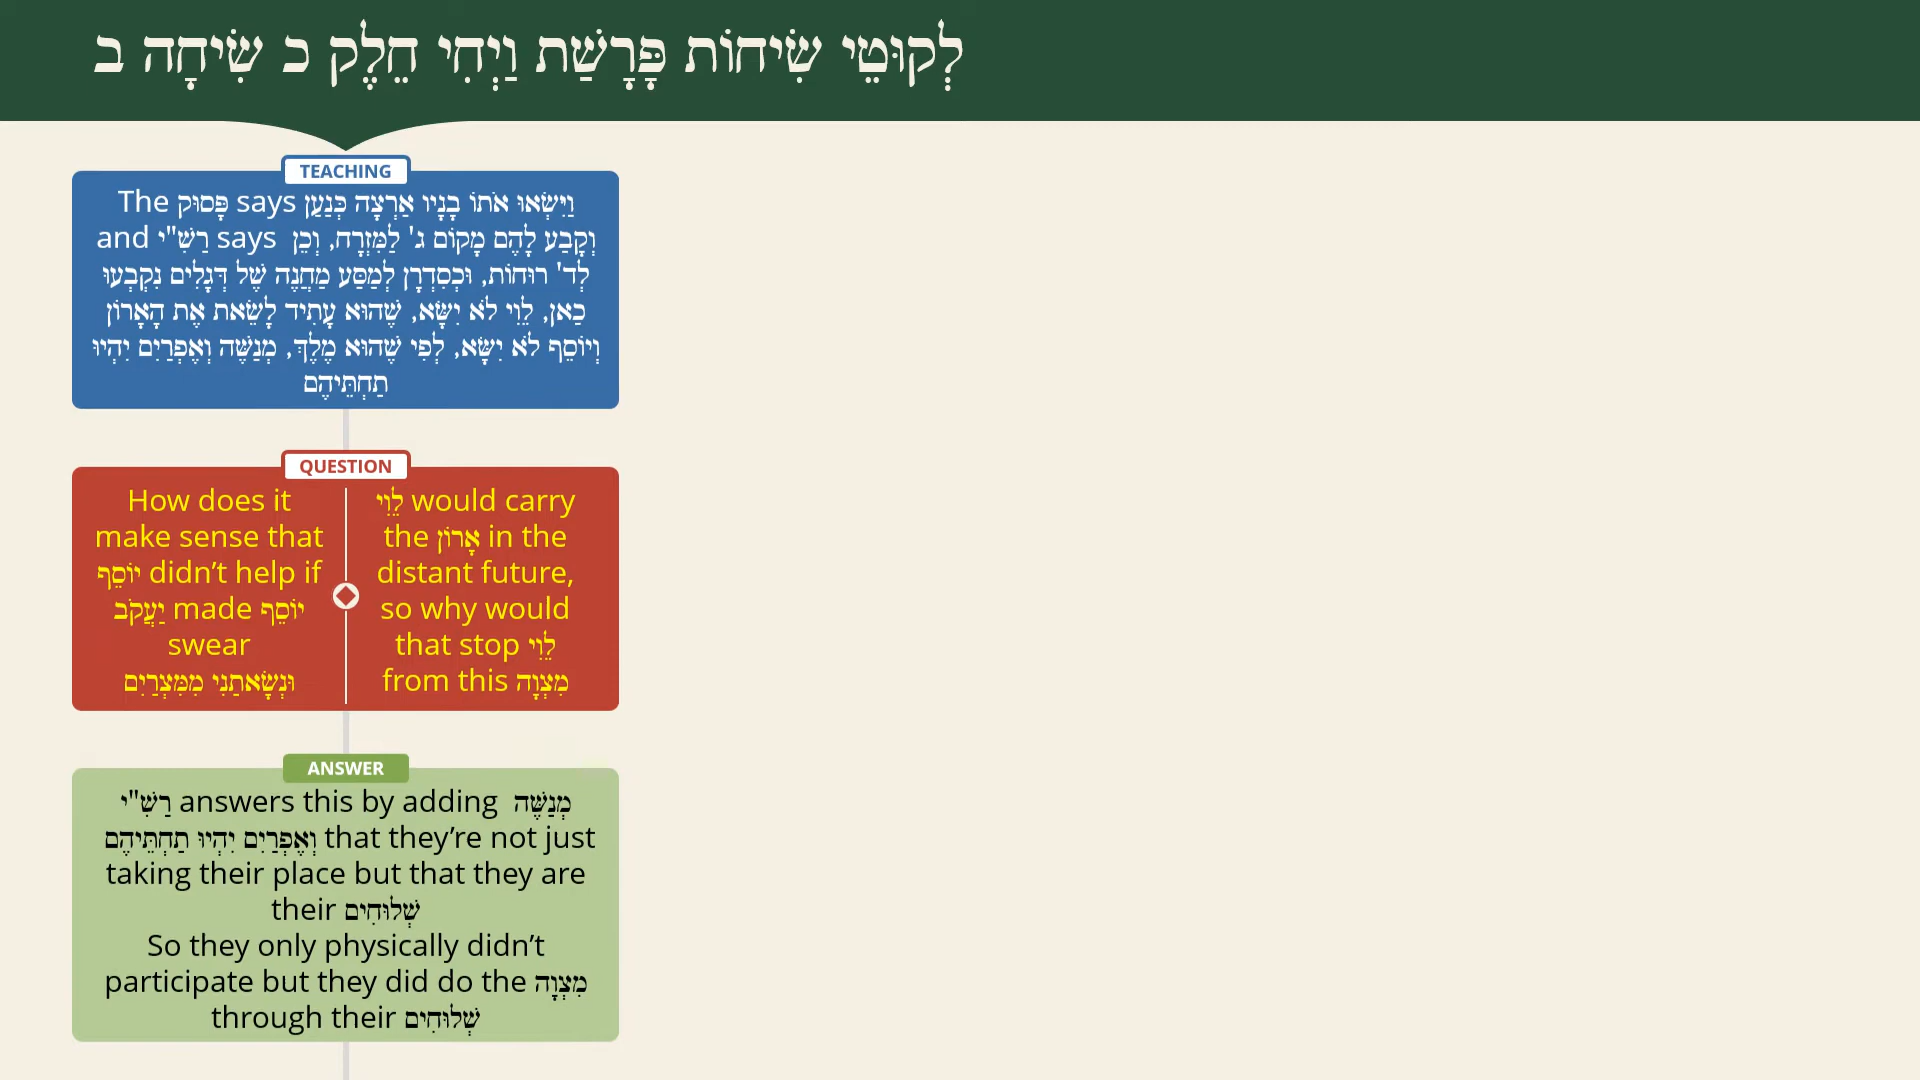 לְקוּטֵי שִׂיחוֹת פָּרָשַׁת וַיְחִי חֵלֶק כ שִׂיחָה ב
TEACHING
The פָּסוּק says וַיִּשְׂאוּ אֹתוֹ בָנָיו אַרְצָה כְּנַעַן
and רַשִׁ"י says וְקָבַע לָהֶם מָקוֹם ג' לַמִּזְרָח, וְכֵן
לְד' רוּחוֹת, וּכְסִדְרָן לְמַסַּע מַחֲנֶה שֶׁל דְּגָלִים נִקְבְּעוּ
כַאן, לֵוִי לֹא יִשָּׂא, שֶׁהוּא עָתִיד לָשֵׂאת אֶת הָאָרוֹן
וְיוֹסֵף לֹא יִשָּׂא, לְפִי שֶׁהוּא מֶלֶךְ, מְנַשֶּׁה וְאֶפְרַיִם יִהְיוּ
תַחְתֵּיהֶם
QUESTION
How does it
make sense that
יוֹסֵף didn’t help if
יַעֲקֹב made יוֹסֵף
swear
וּנְשָׂאתַנִי מִמִּצְרַיִם
לֵוִי would carry
the אָרוֹן in the
distant future,
so why would
that stop לֵוִי
from this מִצְוָה
ANSWER
רַשִׁ"י answers this by adding מְנַשֶּׁה
וְאֶפְרַיִם יִהְיוּ תַחְתֵּיהֶם that they’re not just
taking their place but that they are
their שְׁלוּחִים
So they only physically didn’t
participate but they did do the מִצְוָה
through their שְׁלוּחִים